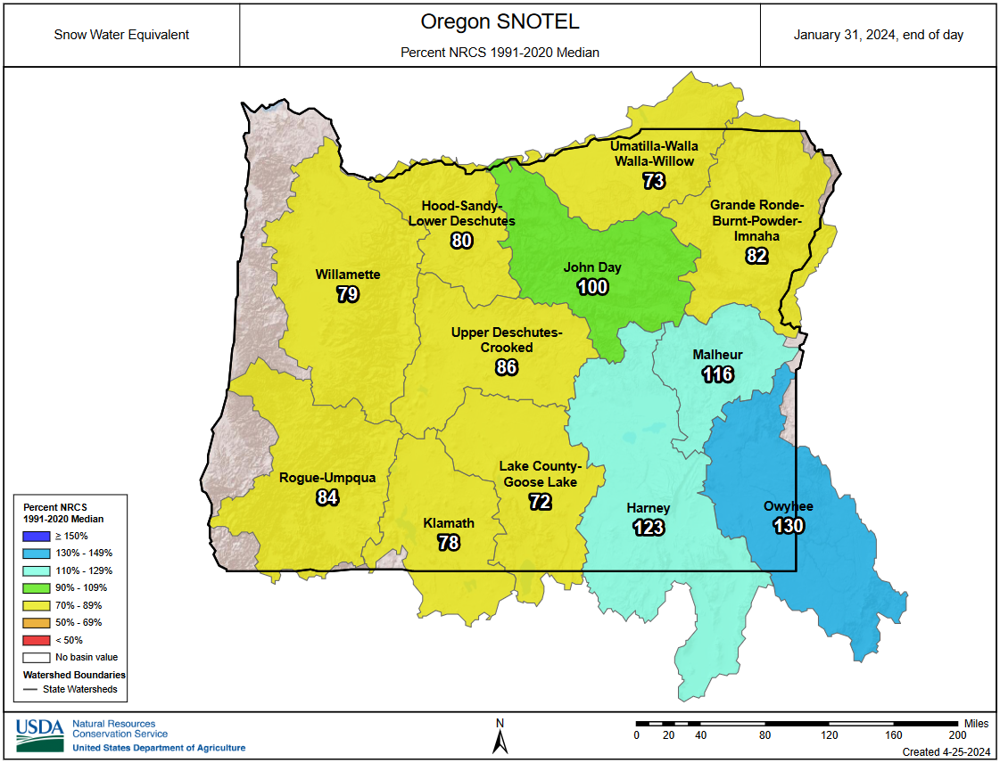 Snow Water Equivalent
Oregon SNOTEL
Percent NRCS 1991-2020 Median
January 31, 2024, end of day
Umatilla-Walla
Walla-Willow
73
Grande Ronde-
Burnt-Powder-
Imnaha
82
Hood-Sandy-
Lower Deschutes
80
John Day
100
Willamette
79
Upper Deschutes-
Crooked
86
Malheur
116
Rogue-Umpqua
84
Lake County-
Goose Lake
72
Klamath
78
Harney
123
Owyhee
130
Percent NRCS
1991-2020 Median
≥ 150%
130% - 149%
110% - 129%
90% - 109%
70% - 89%
50% - 69%
< 50%
No basin value
Watershed Boundaries
State Watersheds
USDA
Natural Resources
Conservation Service
United States Department of Agriculture
N
Miles
0 20 40 80 120 160 200
Created 4-25-2024